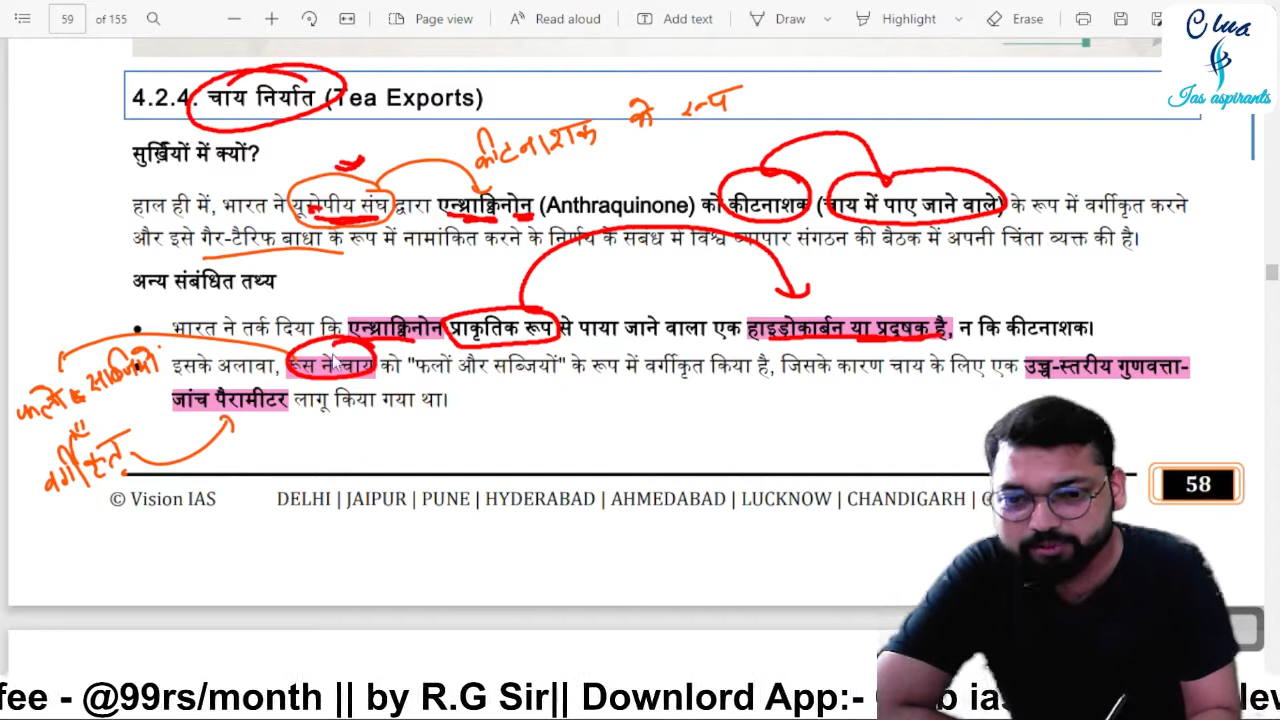 59 of 155 Page view Read aloud Add text Draw Highlight Erase
Clua
Ias aspirants
4.2.4. चाय निर्यात (Tea Exports)
कीटनाशक के रूप
सुर्ख़ियों में क्यों?
हाल ही में, भारत ने यूरोपीय संघ द्वारा एन्थ्राक्विनोन (Anthraquinone) को कीटनाशक (चाय में पाए जाने वाले) के रूप में वर्गीकृत करने
और इसे गैर-टैरिफ बाधा के रूप में नामांकित करने के निर्णय के संबंध में विश्व व्यापार संगठन की बैठक में अपनी चिंता व्यक्त की है।
अन्य संबंधित तथ्य
• भारत ने तर्क दिया कि एन्थ्राक्विनोन प्राकृतिक रूप से पाया जाने वाला एक हाइड्रोकार्बन या प्रदूषक है, न कि कीटनाशक।
इसके अलावा, रूस ने चाय को "फलों और सब्जियों" के रूप में वर्गीकृत किया है, जिसके कारण चाय के लिए एक उच्च-स्तरीय गुणवत्ता-
जांच पैरामीटर लागू किया गया था।
फलों & सब्जियों
वर्गीकृत
© Vision IAS DELHI | JAIPUR | PUNE | HYDERABAD | AHMEDABAD | LUCKNOW | CHANDIGARH |
58
fee - @99rs/month || by R.G Sir|| Downlord App:-